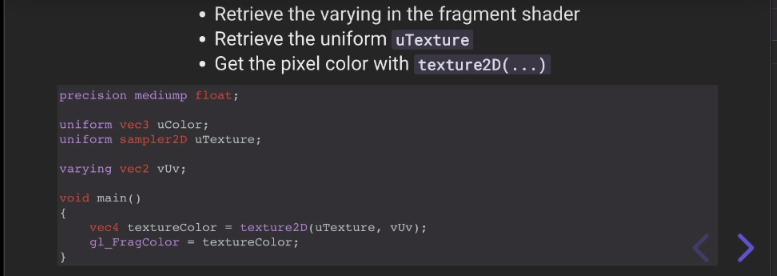 Retrieve the varying in the fragment shader
Retrieve the uniform uTexture
Get the pixel color with texture2D(...)
precision mediump float;
uniform vec3 uColor;
uniform sampler2D uTexture;
varying vec2 vUv;
void main()
{
    vec4 textureColor = texture2D(uTexture, vUv);
    gl_FragColor = textureColor;
}